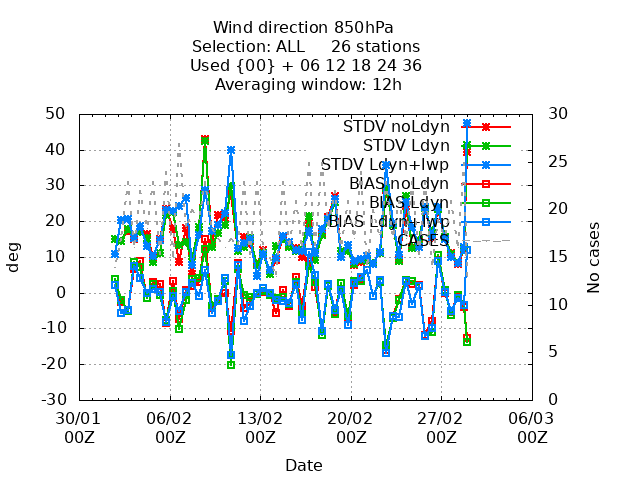 Wind direction 850hPa
Selection: ALL 26 stations
Used {00} + 06 12 18 24 36
Averaging window: 12h
50
40
30
20
10
0
-10
-20
-30
deg
30
25
20
15
10
5
0
No cases
STDV noLdyn
STDV Ldyn
STDV Ldyn+lwp
BIAS noLdyn
BIAS Ldyn
BIAS Ldyn+lwp
CASES
30/01 06/02 13/02 20/02 27/02 06/03
00Z 00Z 00Z 00Z 00Z 00Z
Date